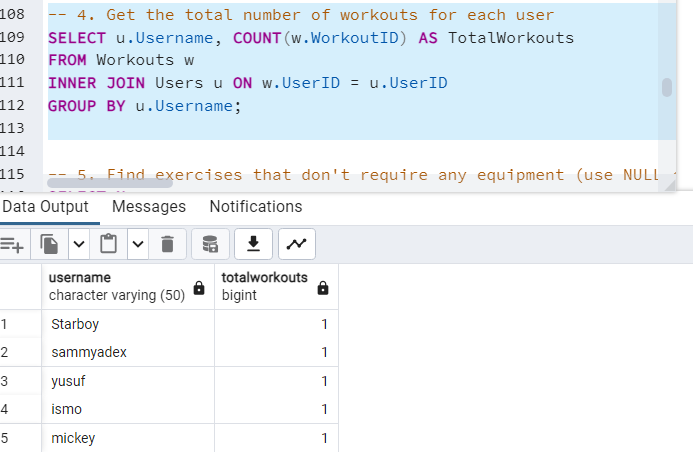 108 -- 4. Get the total number of workouts for each user
109 SELECT u.Username, COUNT(w.WorkoutID) AS TotalWorkouts
110 FROM Workouts w
111 INNER JOIN Users u ON w.UserID = u.UserID
112 GROUP BY u.Username;
113
114
115 -- 5. Find exercises that don't require any equipment (use NULL
Data Output Messages Notifications
username totalworkouts
character varying (50) bigint
1 Starboy 1
2 sammyadex 1
3 yusuf 1
4 ismo 1
5 mickey 1